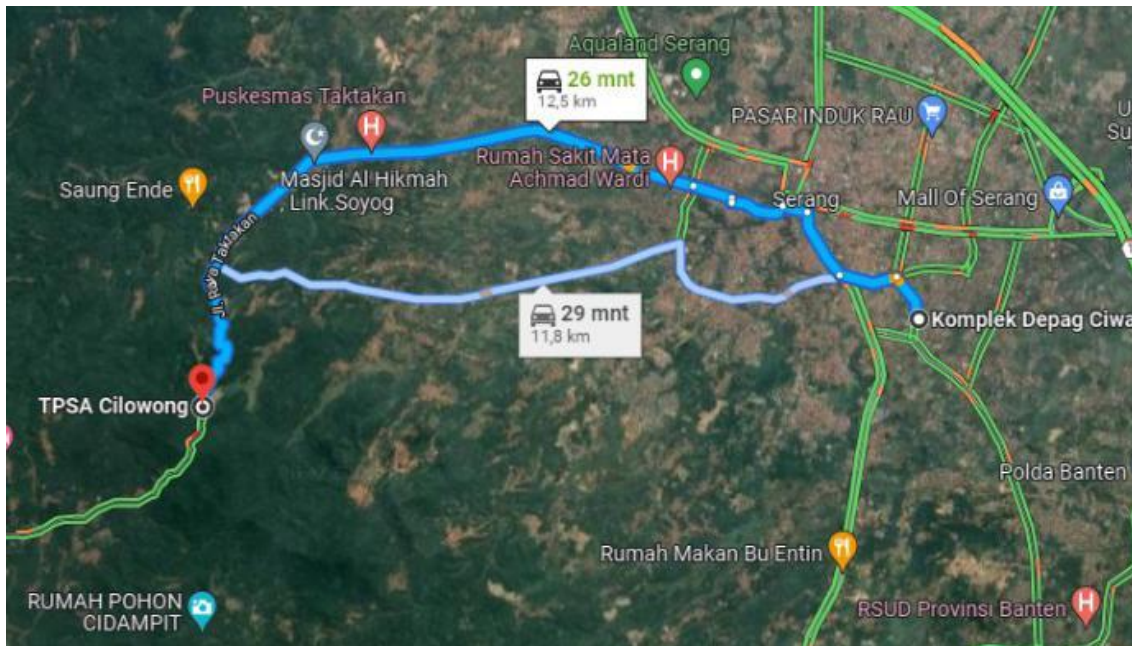 Aqualand Serang
26 mnt
12,5 km
Puskesmas Taktakan
PASAR INDUK RAU
Rumah Sakit Mata
Achmad Wardi
Masjid Al Hikmah
Link.Soyog
Saung Ende
Serang
Mall Of Serang
Jl. Raya Taktakan
29 mnt
11,8 km
Komplek Depag Ciwa
TPSA Cilowong
Polda Banten
Rumah Makan Bu Entin
RUMAH POHON
CIDAMPIT
RSUD Provinsi Banten